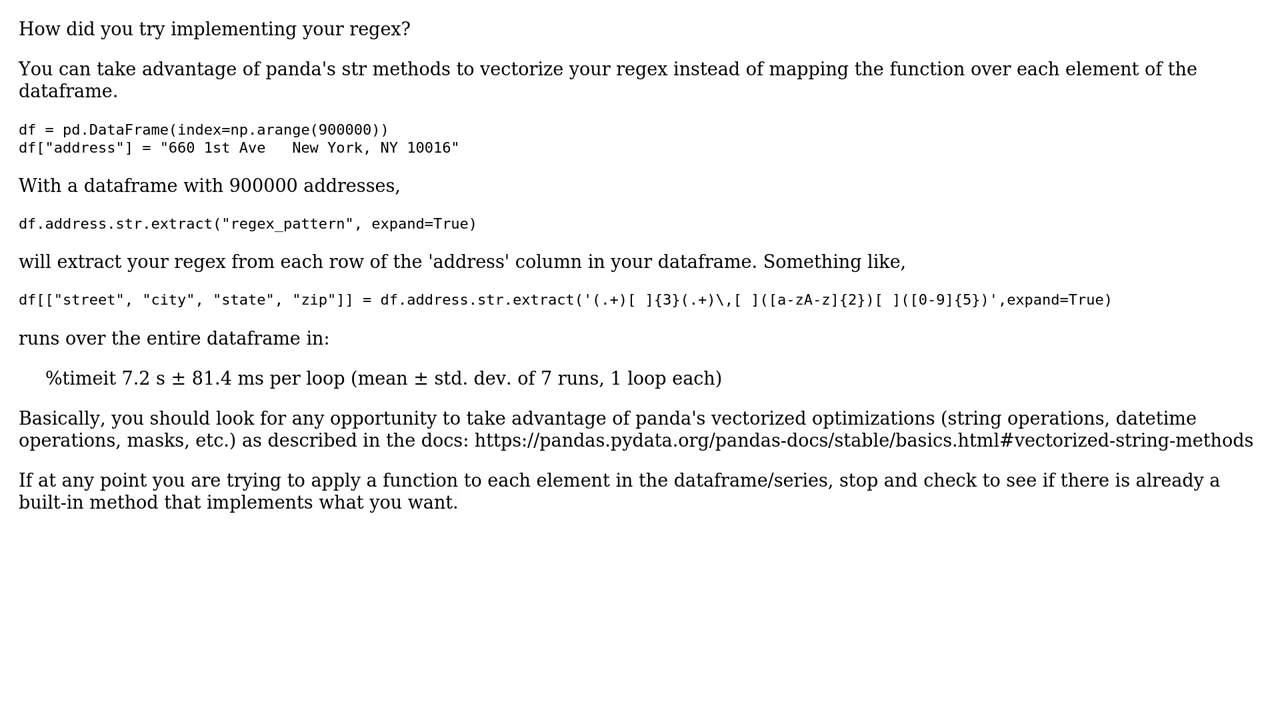 How did you try implementing your regex?
You can take advantage of panda's str methods to vectorize your regex instead of mapping the function over each element of the
dataframe.
df = pd.DataFrame(index=np.arange(900000))
df["address"] = "660 1st Ave   New York, NY 10016"
With a dataframe with 900000 addresses,
df.address.str.extract("regex_pattern", expand=True)
will extract your regex from each row of the 'address' column in your dataframe. Something like,
df[["street", "city", "state", "zip"]] = df.address.str.extract('(.+)[ ]{3}(.+)\,[ ]([a-zA-z]{2})[ ]([0-9]{5})',expand=True)
runs over the entire dataframe in:
%timeit 7.2 s ± 81.4 ms per loop (mean ± std. dev. of 7 runs, 1 loop each)
Basically, you should look for any opportunity to take advantage of panda's vectorized optimizations (string operations, datetime
operations, masks, etc.) as described in the docs: https://pandas.pydata.org/pandas-docs/stable/basics.html#vectorized-string-methods
If at any point you are trying to apply a function to each element in the dataframe/series, stop and check to see if there is already a
built-in method that implements what you want.